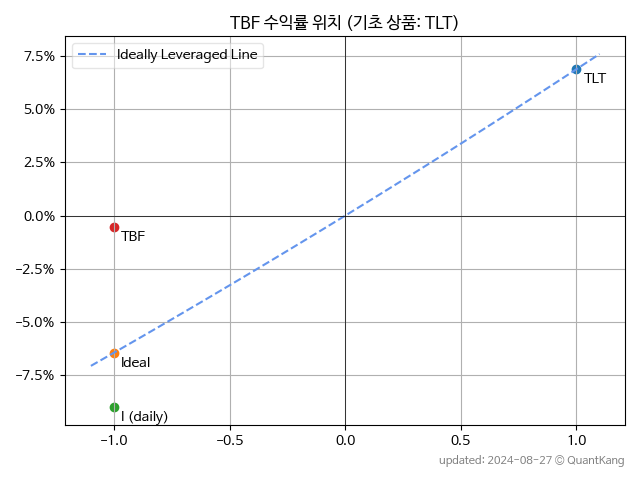 TBF 수익률 위치 (기초 상품: TLT)
Ideally Leveraged Line
7.5%
5.0%
2.5%
0.0%
−2.5%
−5.0%
−7.5%
TLT
TBF
Ideal
I (daily)
−1.0
−0.5
0.0
0.5
1.0
updated: 2024-08-27 © QuantKang